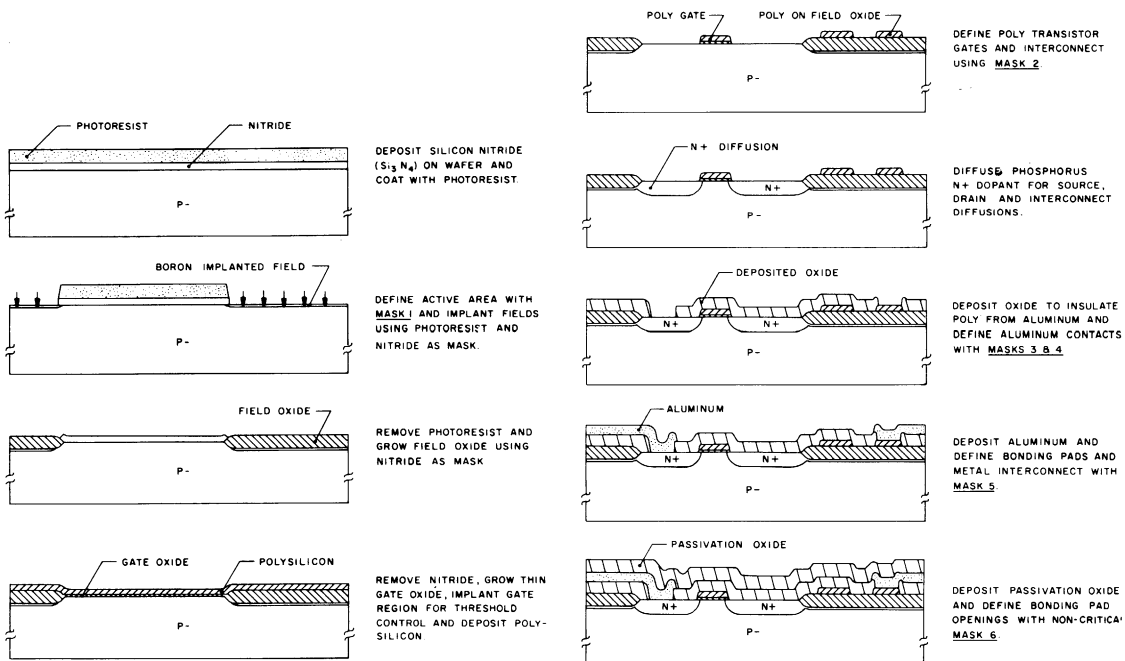 PHOTORESIST
NITRIDE
P-
DEPOSIT SILICON NITRIDE
(Si3 N4) ON WAFER AND
COAT WITH PHOTORESIST.
BORON IMPLANTED FIELD
P-
DEFINE ACTIVE AREA WITH
MASK 1 AND IMPLANT FIELDS
USING PHOTORESIST AND
NITRIDE AS MASK.
FIELD OXIDE
P-
REMOVE PHOTORESIST AND
GROW FIELD OXIDE USING
NITRIDE AS MASK
GATE OXIDE
POLYSILICON
P-
REMOVE NITRIDE, GROW THIN
GATE OXIDE, IMPLANT GATE
REGION FOR THRESHOLD
CONTROL AND DEPOSIT POLY-
SILICON.
POLY GATE
POLY ON FIELD OXIDE
P-
DEFINE POLY TRANSISTOR
GATES AND INTERCONNECT
USING MASK 2.
N+ DIFFUSION
N+
P-
DIFFUSE PHOSPHORUS
N+ DOPANT FOR SOURCE,
DRAIN AND INTERCONNECT
DIFFUSIONS.
DEPOSITED OXIDE
N+
N+
P-
DEPOSIT OXIDE TO INSULATE
POLY FROM ALUMINUM AND
DEFINE ALUMINUM CONTACTS
WITH MASKS 3 & 4
ALUMINUM
N+
N+
P-
DEPOSIT ALUMINUM AND
DEFINE BONDING PADS AND
METAL INTERCONNECT WITH
MASK 5.
PASSIVATION OXIDE
N+
N+
P-
DEPOSIT PASSIVATION OXIDE
AND DEFINE BONDING PAD
OPENINGS WITH NON-CRITICA
MASK 6.